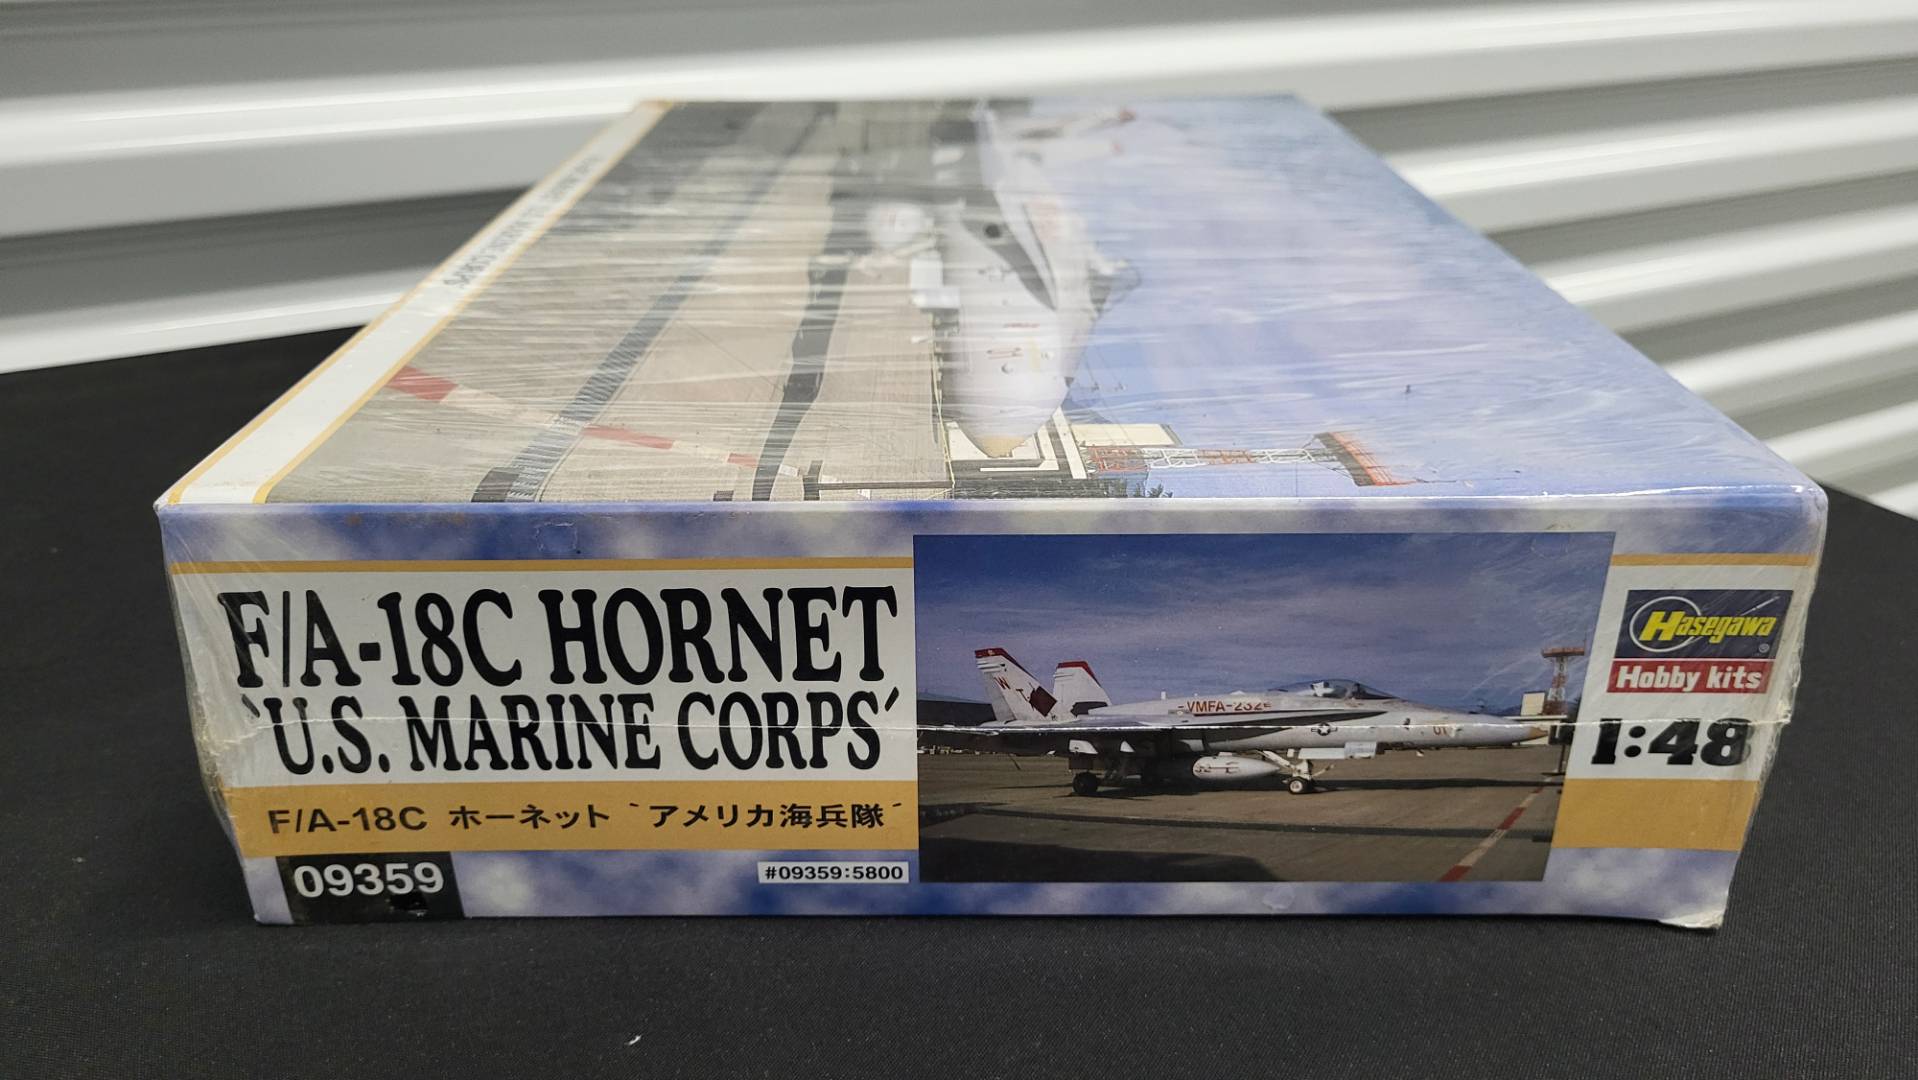 F/A-18C HORNET
`U.S. MARINE CORPS´
F/A-18C ホーネット `アメリカ海兵隊´
09359
#09359:5800
VMFA-232
W T
01
Hasegawa
Hobby kits
1:48